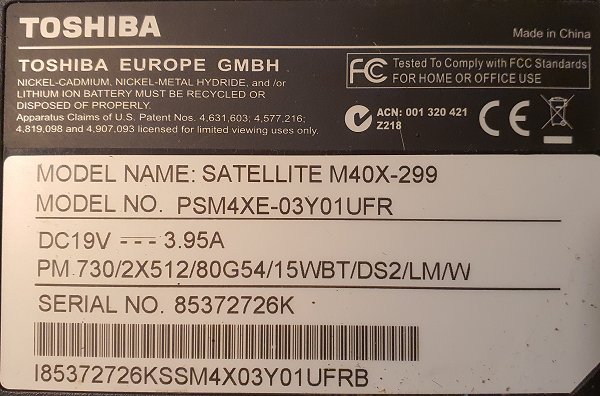 TOSHIBA
Made in China
TOSHIBA EUROPE GMBH
NICKEL-CADMIUM, NICKEL-METAL HYDRIDE, and /or
LITHIUM ION BATTERY MUST BE RECYCLED OR
DISPOSED OF PROPERLY.
Apparatus Claims of U.S. Patent Nos. 4,631,603; 4,577,216;
4,819,098 and 4,907,093 licensed for limited viewing uses only.
FC Tested To Comply with FCC Standards
FOR HOME OR OFFICE USE
ACN: 001 320 421
Z218
CE
MODEL NAME: SATELLITE M40X-299
MODEL NO. PSM4XE-03Y01UFR
DC19V --- 3.95A
PM 730/2X512/80G54/15WBT/DS2/LM/W
SERIAL NO. 85372726K
I85372726KSSM4X03Y01UFRB